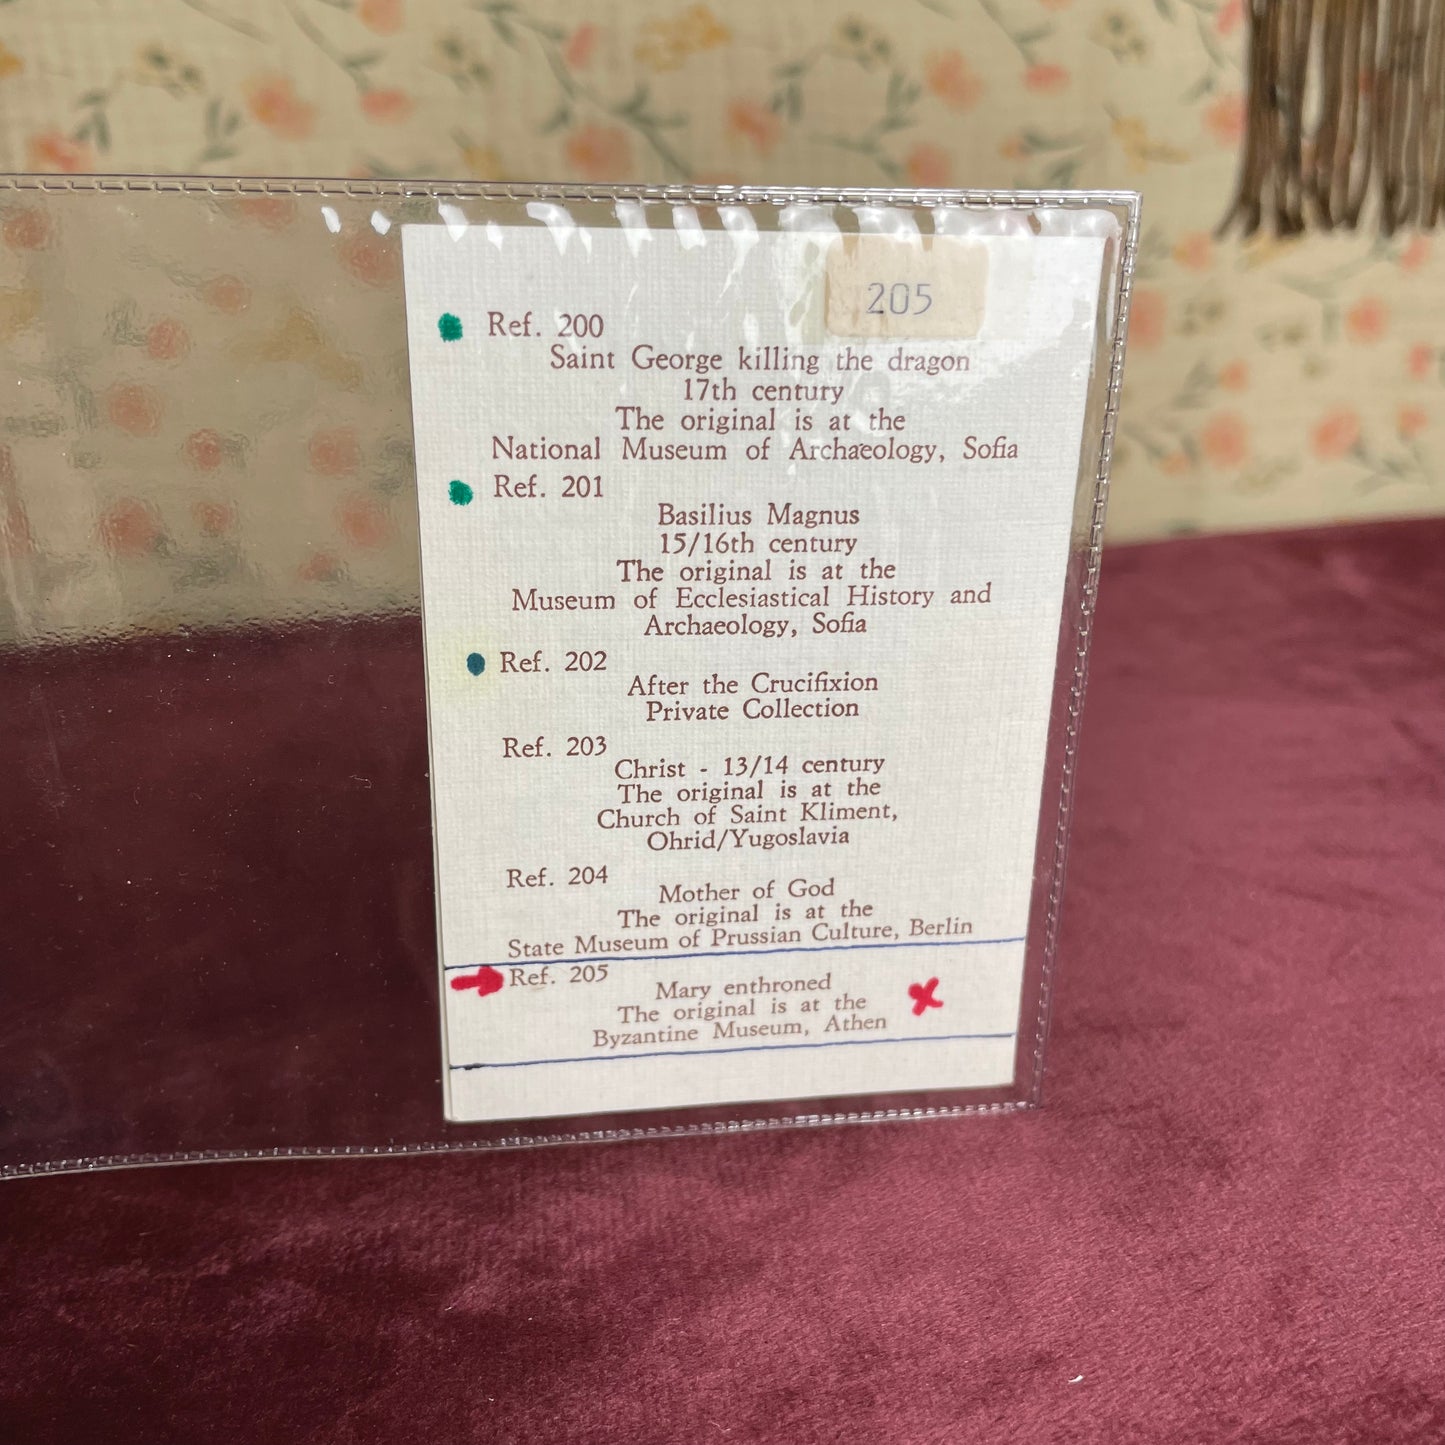 205
Ref. 200
Saint George killing the dragon
17th century
The original is at the
National Museum of Archaeology, Sofia
Ref. 201
Basilius Magnus
15/16th century
The original is at the
Museum of Ecclesiastical History and
Archaeology, Sofia
Ref. 202
After the Crucifixion
Private Collection
Ref. 203
Christ - 13/14 century
The original is at the
Church of Saint Kliment,
Ohrid/Yugoslavia
Ref. 204
Mother of God
The original is at the
State Museum of Prussian Culture, Berlin
Ref. 205
Mary enthroned
The original is at the
Byzantine Museum, Athen